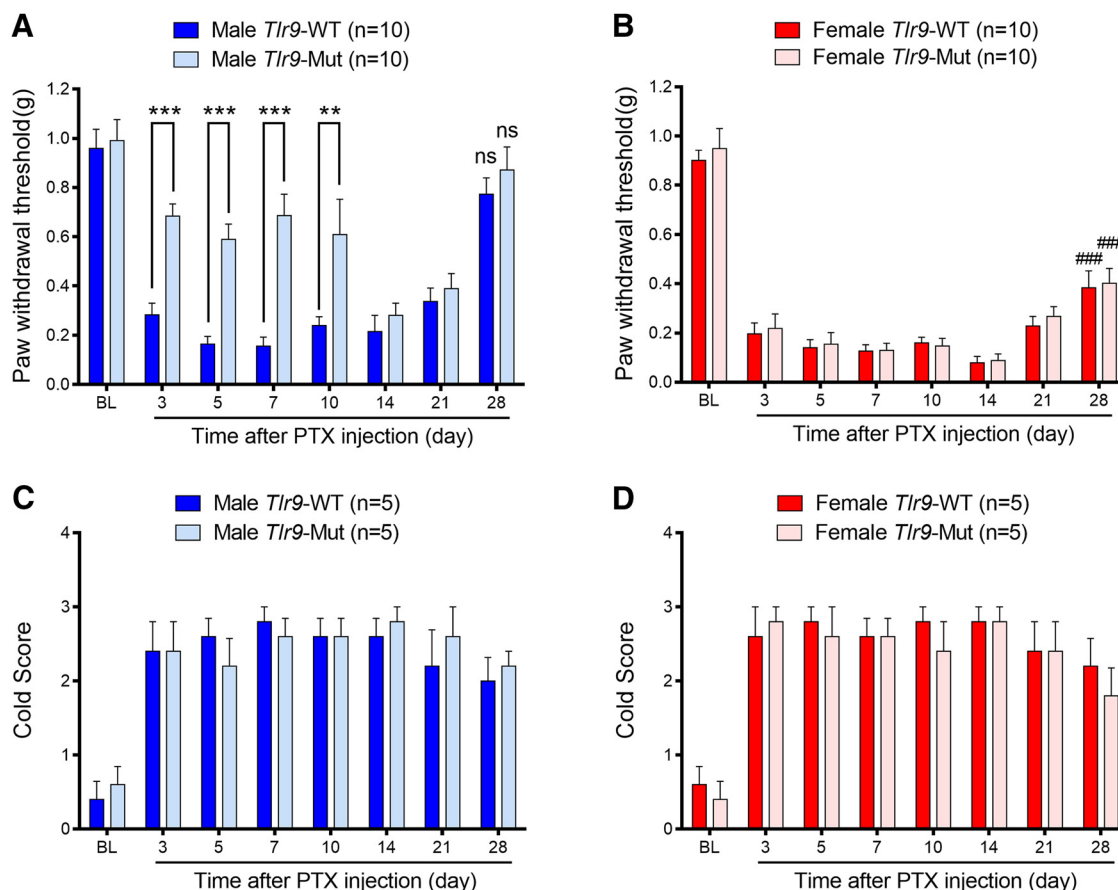 A
Male Tlr9-WT (n=10)
Male Tlr9-Mut (n=10)
Paw withdrawal threshold(g)
1.2
1.0
0.8
0.6
0.4
0.2
0.0
*** *** *** ** ns ns
BL 3 5 7 10 14 21 28
Time after PTX injection (day)
B
Female Tlr9-WT (n=10)
Female Tlr9-Mut (n=10)
Paw withdrawal threshold(g)
1.2
1.0
0.8
0.6
0.4
0.2
0.0
### ###
BL 3 5 7 10 14 21 28
Time after PTX injection (day)
C
Male Tlr9-WT (n=5)
Male Tlr9-Mut (n=5)
Cold Score
4
3
2
1
0
BL 3 5 7 10 14 21 28
Time after PTX injection (day)
D
Female Tlr9-WT (n=5)
Female Tlr9-Mut (n=5)
Cold Score
4
3
2
1
0
BL 3 5 7 10 14 21 28
Time after PTX injection (day)